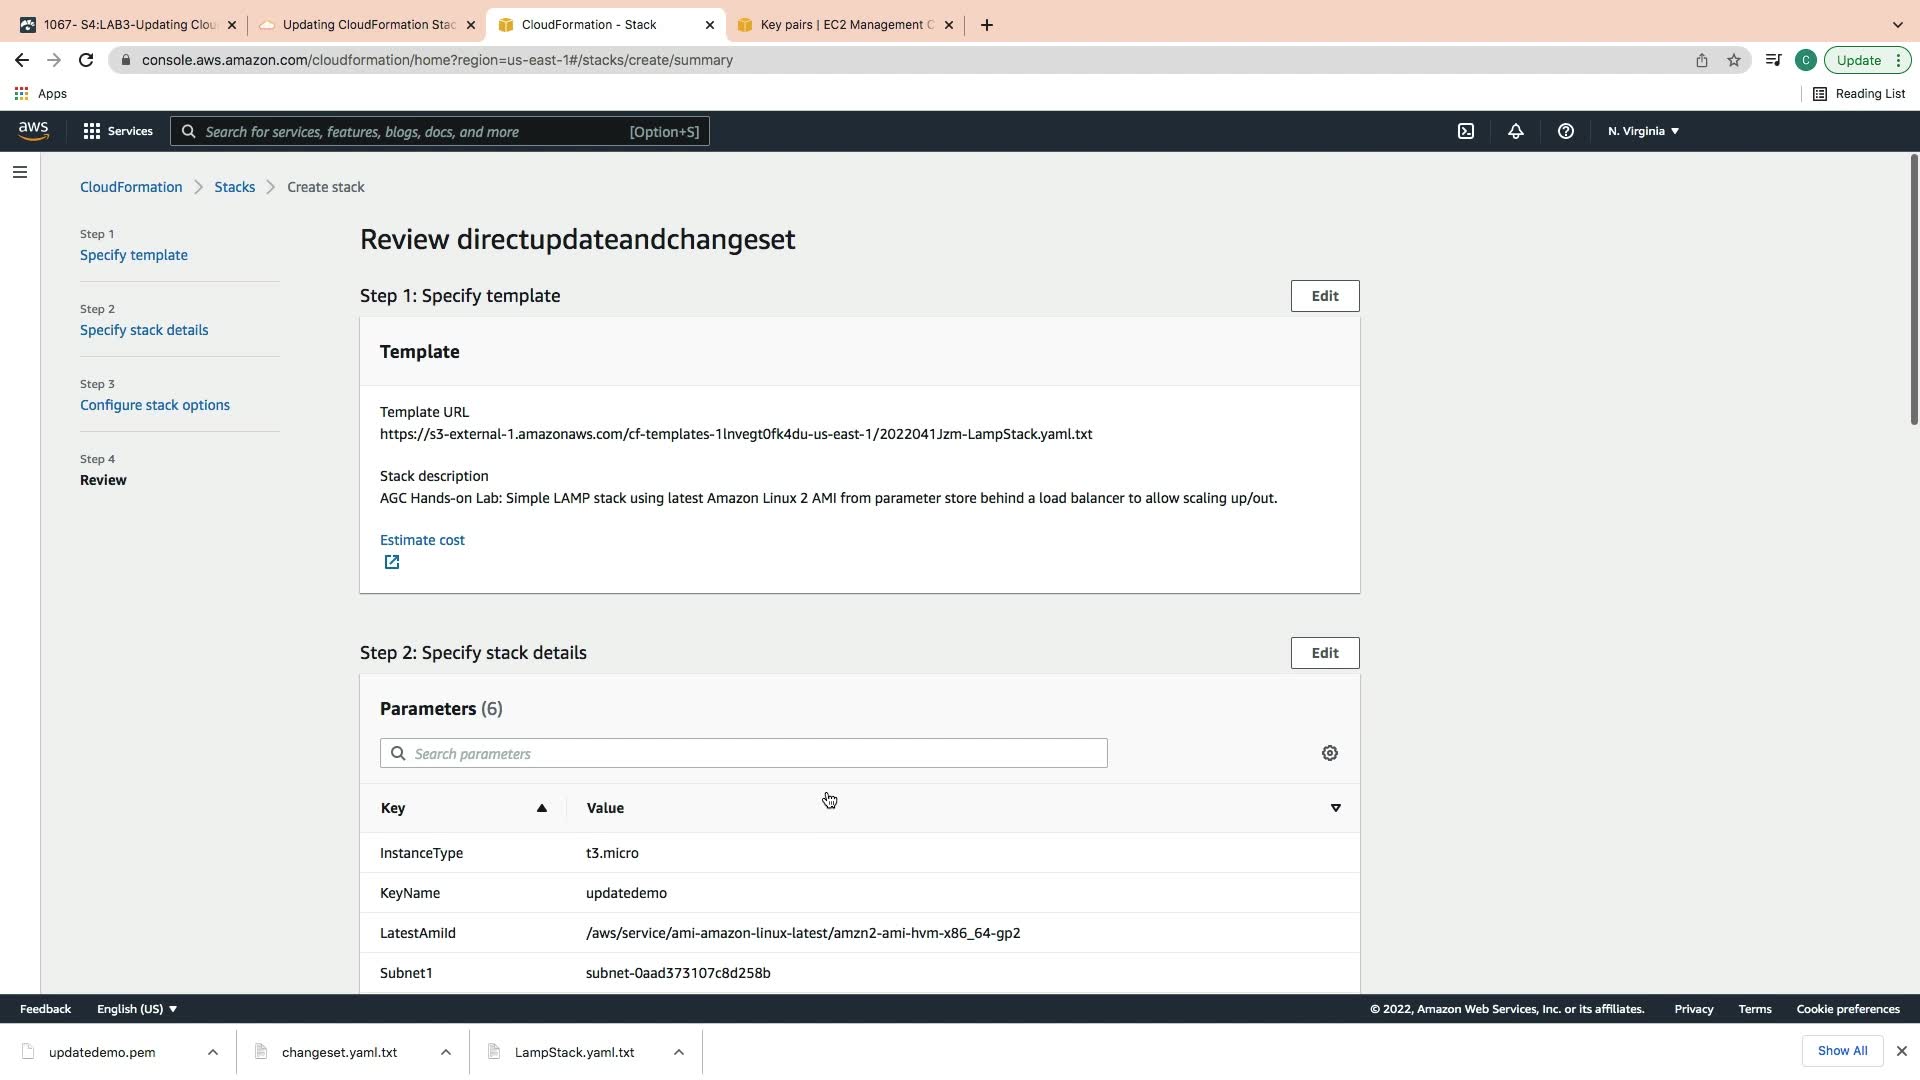 1067- S4:LAB3-Updating Clou
Updating CloudFormation Stac
CloudFormation - Stack
Key pairs | EC2 Management C
console.aws.amazon.com/cloudformation/home?region=us-east-1#/stacks/create/summary
C
Update
Apps
Reading List
aws
Services
Search for services, features, blogs, docs, and more
[Option+S]
N. Virginia
CloudFormation
Stacks
Create stack
Step 1
Specify template
Step 2
Specify stack details
Step 3
Configure stack options
Step 4
Review
Review directupdateandchangeset
Step 1: Specify template
Edit
Template
Template URL
https://s3-external-1.amazonaws.com/cf-templates-1lnvegt0fk4du-us-east-1/2022041Jzm-LampStack.yaml.txt
Stack description
AGC Hands-on Lab: Simple LAMP stack using latest Amazon Linux 2 AMI from parameter store behind a load balancer to allow scaling up/out.
Estimate cost
Step 2: Specify stack details
Edit
Parameters (6)
Search parameters
Key
Value
InstanceType
t3.micro
KeyName
updatedemo
LatestAmiId
/aws/service/ami-amazon-linux-latest/amzn2-ami-hvm-x86_64-gp2
Subnet1
subnet-0aad373107c8d258b
Feedback
English (US)
© 2022, Amazon Web Services, Inc. or its affiliates.
Privacy
Terms
Cookie preferences
updatedemo.pem
changeset.yaml.txt
LampStack.yaml.txt
Show All